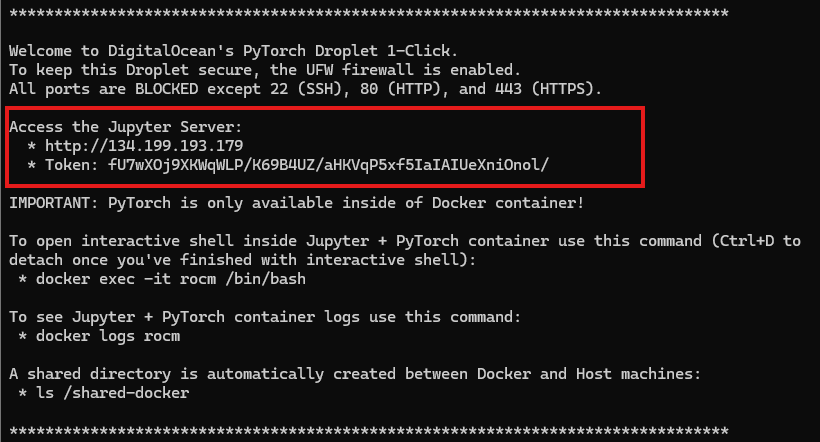 *******************************************************************************
Welcome to DigitalOcean's PyTorch Droplet 1-Click.
To keep this Droplet secure, the UFW firewall is enabled.
All ports are BLOCKED except 22 (SSH), 80 (HTTP), and 443 (HTTPS).
Access the Jupyter Server:
* http://134.199.193.179
* Token: fU7wXOj9XKWqWLP/K69B4UZ/aHKVqP5xf5IaIAIUeXniOnol/
IMPORTANT: PyTorch is only available inside of Docker container!
To open interactive shell inside Jupyter + PyTorch container use this command (Ctrl+D to
detach once you've finished with interactive shell):
* docker exec -it rocm /bin/bash
To see Jupyter + PyTorch container logs use this command:
* docker logs rocm
A shared directory is automatically created between Docker and Host machines:
* ls /shared-docker
*******************************************************************************